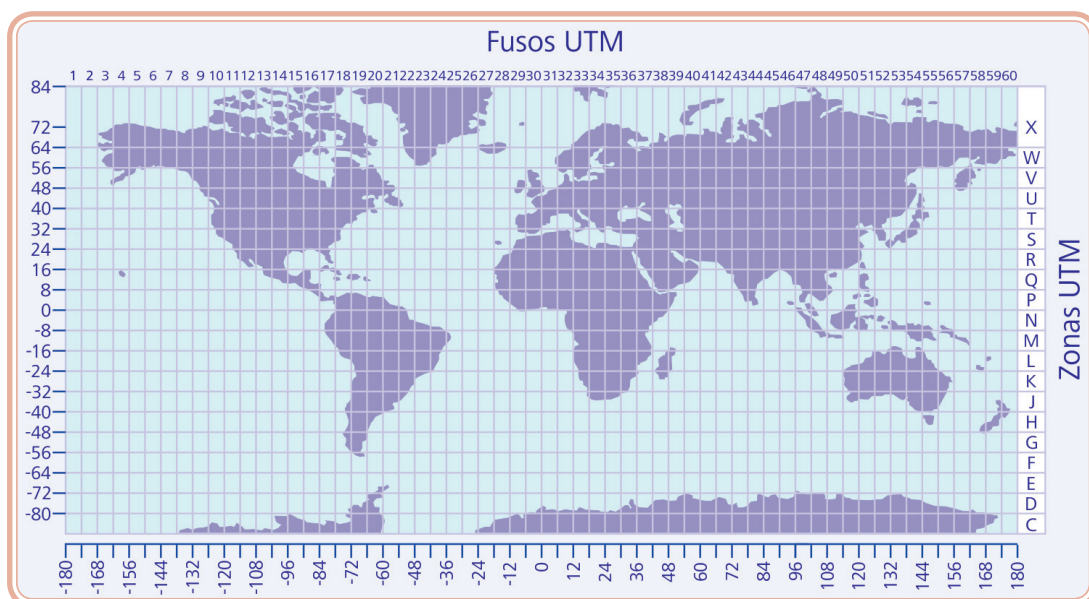 Fusos UTM
1 2 3 4 5 6 7 8 9 10 11 12 13 14 15 16 17 18 19 20 21 22 23 24 25 26 27 28 29 30 31 32 33 34 35 36 37 38 39 40 41 42 43 44 45 46 47 48 49 50 51 52 53 54 55 56 57 58 59 60
84
72
64
56
48
40
32
24
16
8
0
-8
-16
-24
-32
-40
-48
-56
-64
-72
-80
X
W
V
U
T
S
R
Q
P
N
M
L
K
J
H
G
F
E
D
C
Zonas UTM
-180 -168 -156 -144 -132 -120 -108 -96 -84 -72 -60 -48 -36 -24 -12 0 12 24 36 48 60 72 84 96 108 120 132 144 156 168 180